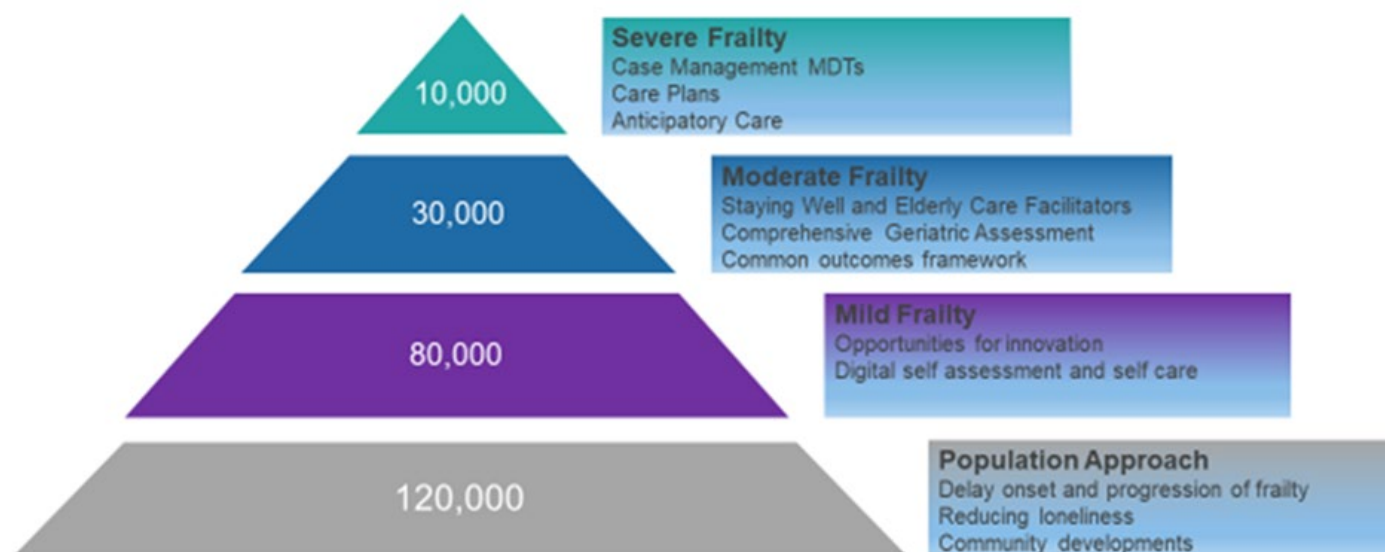 10,000
Severe Frailty
Case Management MDTs
Care Plans
Anticipatory Care
30,000
Moderate Frailty
Staying Well and Elderly Care Facilitators
Comprehensive Geriatric Assessment
Common outcomes framework
80,000
Mild Frailty
Opportunities for innovation
Digital self assessment and self care
120,000
Population Approach
Delay onset and progression of frailty
Reducing loneliness
Community developments